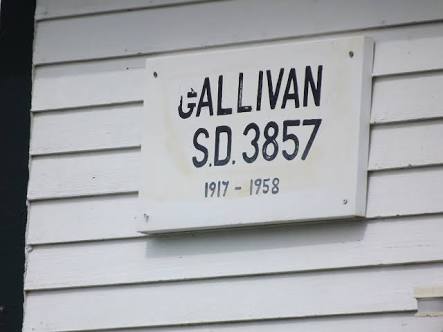 GALLIVAN
S.D. 3857
1917 - 1958